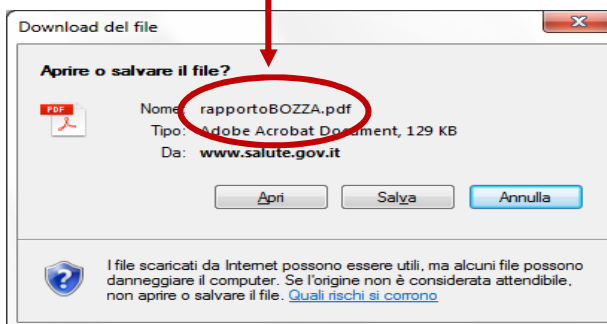 Download del file
Aprire o salvare il file?
PDF
Nome: rapportoBOZZA.pdf
Tipo: Adobe Acrobat Document, 129 KB
Da: www.salute.gov.it
Apri Salva Annulla
I file scaricati da Internet possono essere utili, ma alcuni file possono
danneggiare il computer. Se l'origine non è considerata attendibile,
non aprire o salvare il file. Quali rischi si corrono